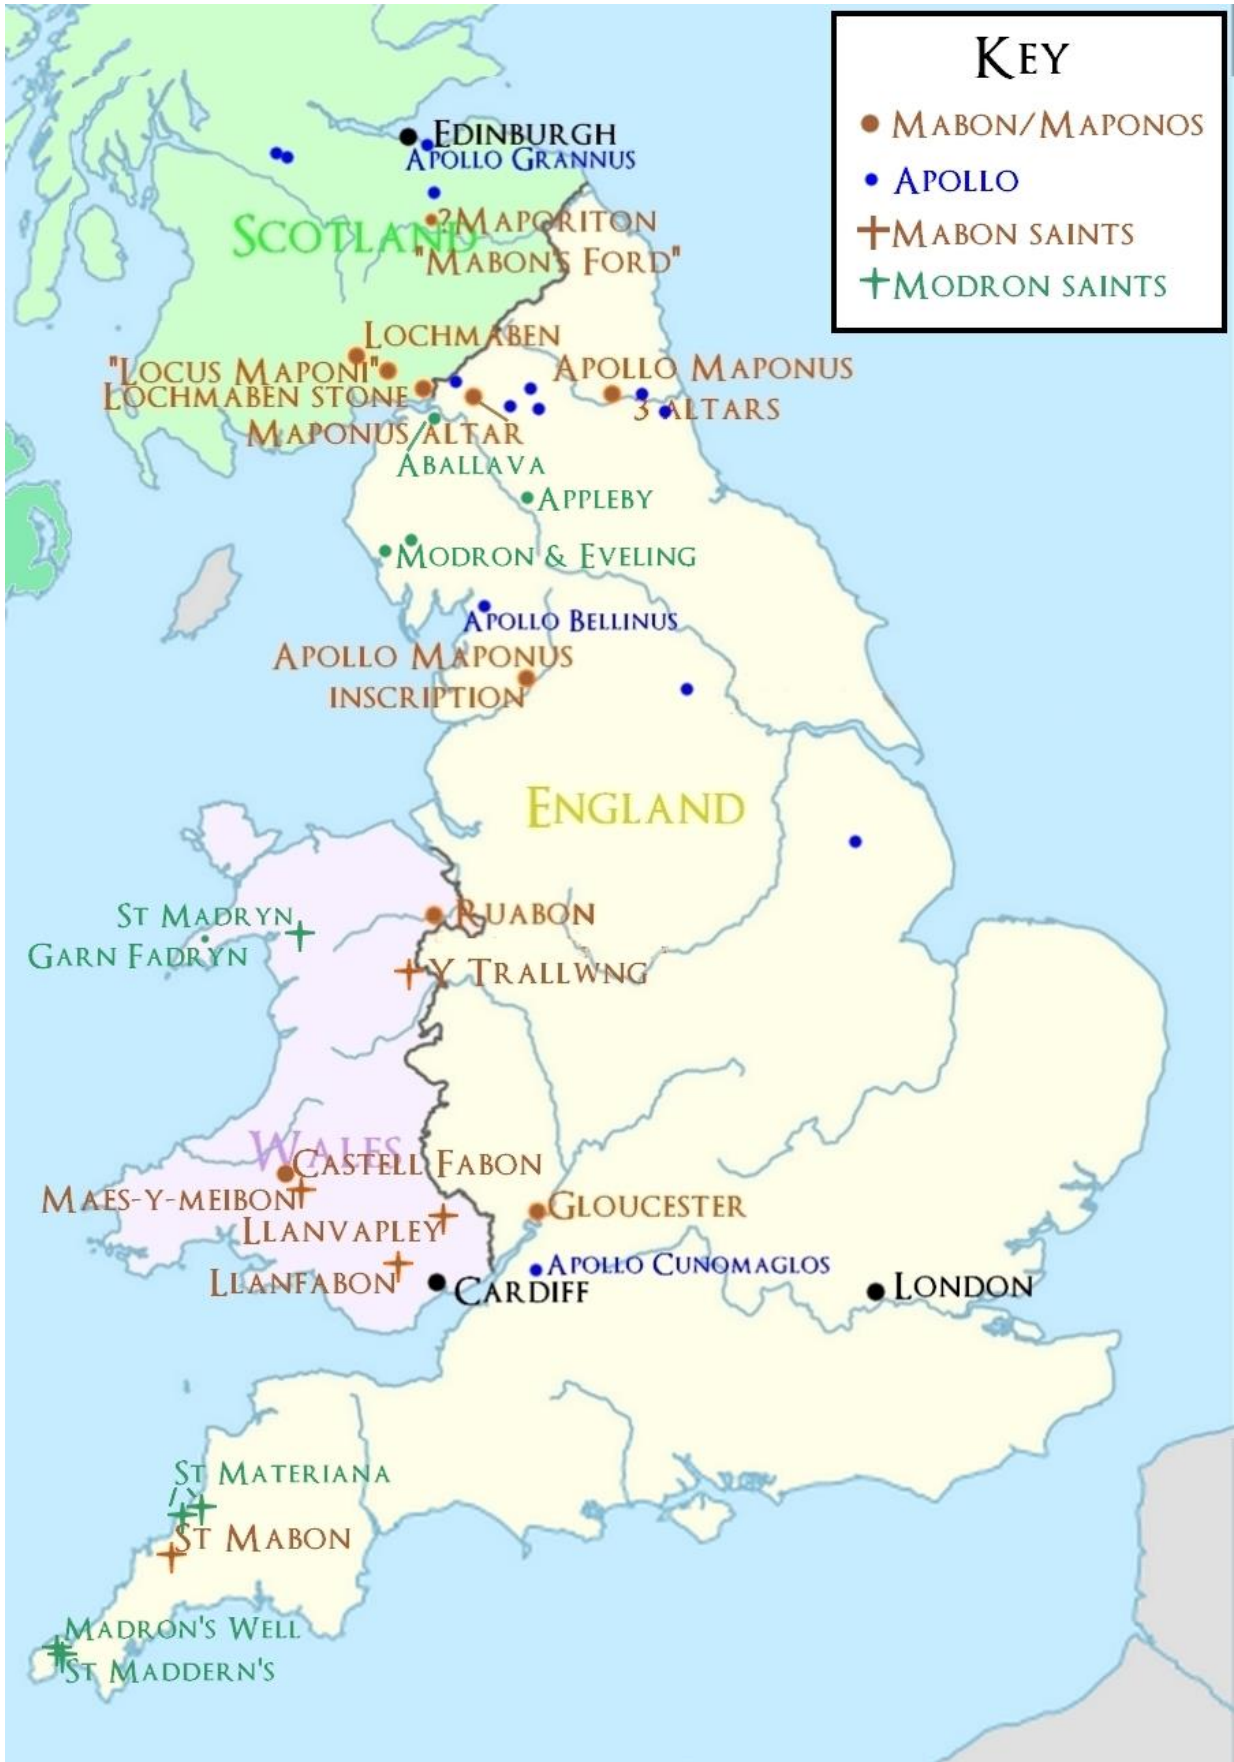 KEY
MABON/MAPONOS
APOLLO
MABON SAINTS
MODRON SAINTS
EDINBURGH
APOLLO GRANNUS
SCOTLAND
?MAPORITON
"MABON'S FORD"
LOCHMABEN
"LOCUS MAPONI"
LOCHMABEN STONE
APOLLO MAPONUS
3 ALTARS
MAPONUS ALTAR
ABALLAVA
APPLEBY
MODRON & EVELING
APOLLO BELLINUS
APOLLO MAPONUS
INSCRIPTION
ENGLAND
ST MADRYN
GARN FADRYN
RUABON
Y TRALLWNG
WALES
CASTELL FABON
MAES-Y-MEIBON
LLANVAPLEY
LLANFABON
GLOUCESTER
APOLLO CUNOMAGLOS
CARDIFF
LONDON
ST MATERIANA
ST MABON
MADRON'S WELL
ST MADDERN'S